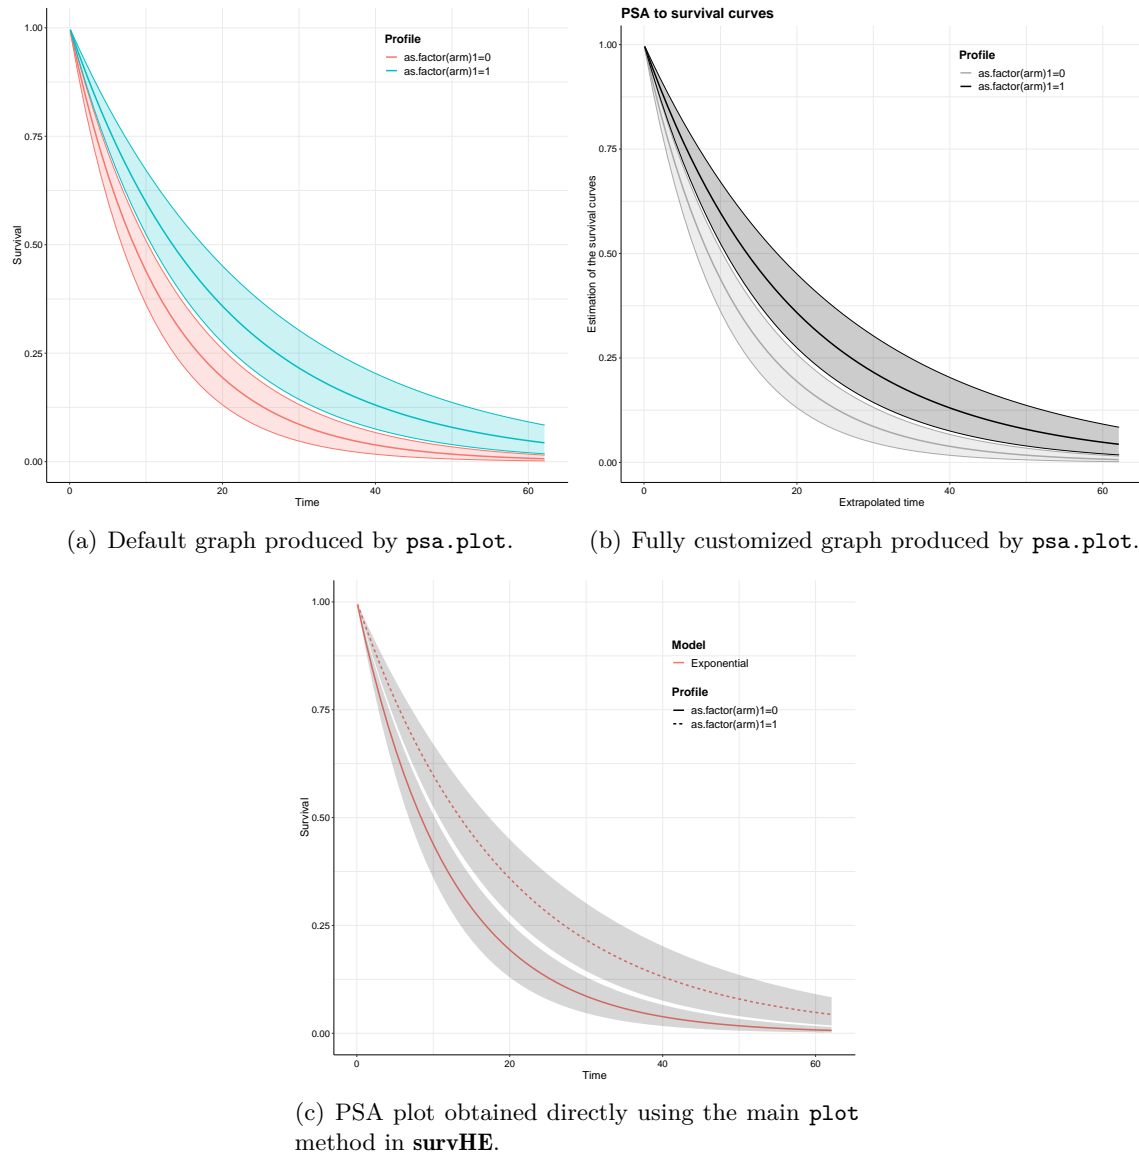 1.00
0.75
0.50
0.25
0.00
Survival
Profile
as.factor(arm)1=0
as.factor(arm)1=1
0
20
40
60
Time
(a) Default graph produced by psa.plot.
PSA to survival curves
1.00
0.75
0.50
0.25
0.00
Estimation of the survival curves
Profile
as.factor(arm)1=0
as.factor(arm)1=1
0
20
40
60
Extrapolated time
(b) Fully customized graph produced by psa.plot.
1.00
0.75
0.50
0.25
0.00
Survival
Model
Exponential
Profile
as.factor(arm)1=0
as.factor(arm)1=1
0
20
40
60
Time
(c) PSA plot obtained directly using the main plot
method in survHE.